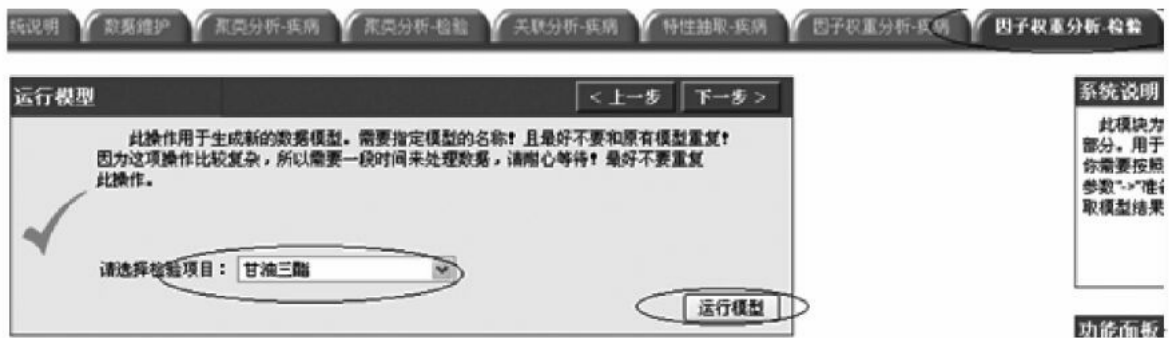 统说明 数据维护 聚类分析-疾病 聚类分析-检验 关联分析-疾病 特性抽取-疾病 因子权重分析-疾病 因子权重分析-检验
运行模型 < 上一步 下一步 >
此操作用于生成新的数据模型。需要指定模型的名称！且最好不要和原有模型重复！
因为这项操作比较复杂，所以需要一段时间来处理数据，请耐心等待！最好不要重复
此操作。
请选择检验项目： 甘油三酯
运行模型
系统说明
此模块为
部分。用于
你需要按照
参数"->"准备
取模型结果
功能面板